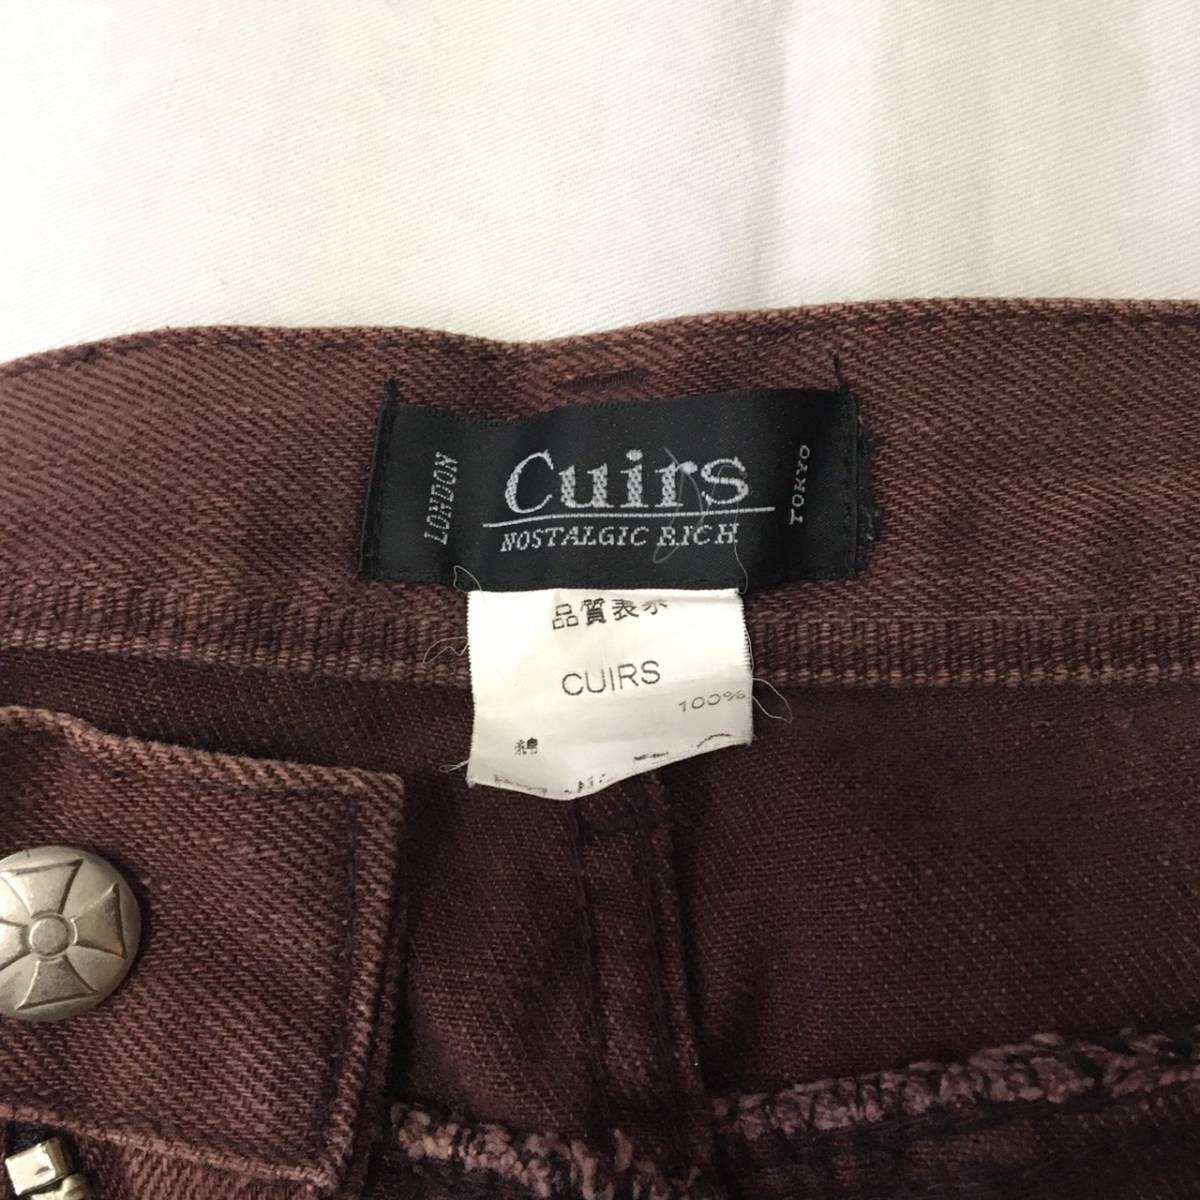 LONDON
Cuirs
NOSTALGIC RICH
TOKYO
品質表示
CUIRS
綿 100%